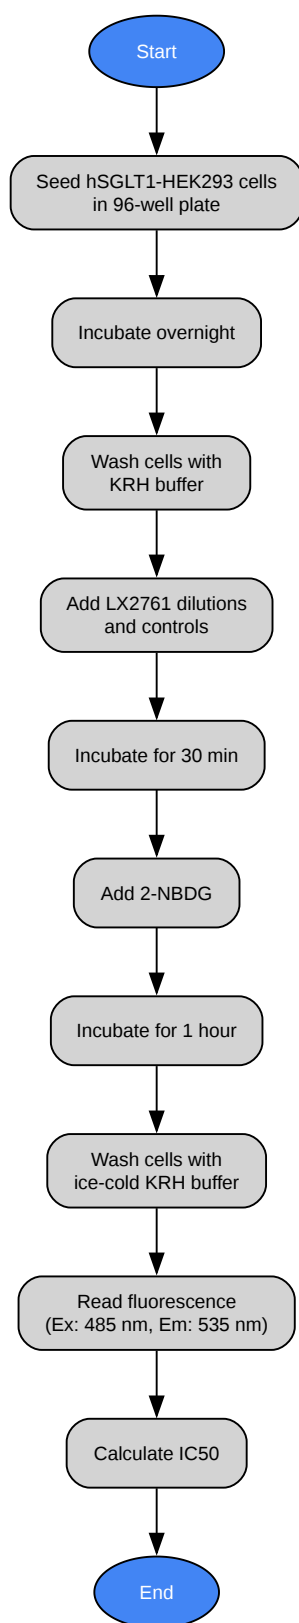 Start
Seed hSGLT1-HEK293 cells
in 96-well plate
Incubate overnight
Wash cells with
KRH buffer
Add LX2761 dilutions
and controls
Incubate for 30 min
Add 2-NBDG
Incubate for 1 hour
Wash cells with
ice-cold KRH buffer
Read fluorescence
(Ex: 485 nm, Em: 535 nm)
Calculate IC50
End